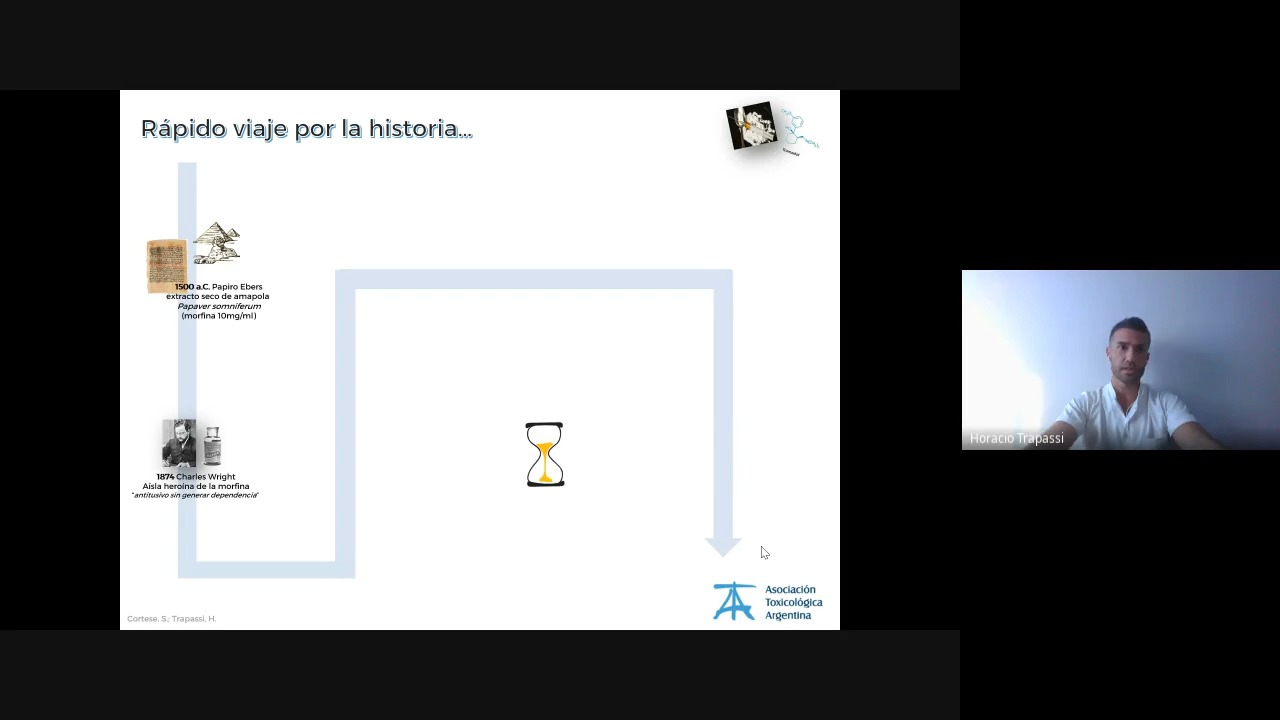 Rápido viaje por la historia...
Tramadol
1500 a.C. Papiro Ebers
extracto seco de amapola
Papaver somniferum
(morfina 10mg/ml)
1874 Charles Wright
Aísla heroína de la morfina
"antitusivo sin generar dependencia"
Asociación
Toxicológica
Argentina
Cortese, S.; Trapassi, H.
Horacio Trapassi